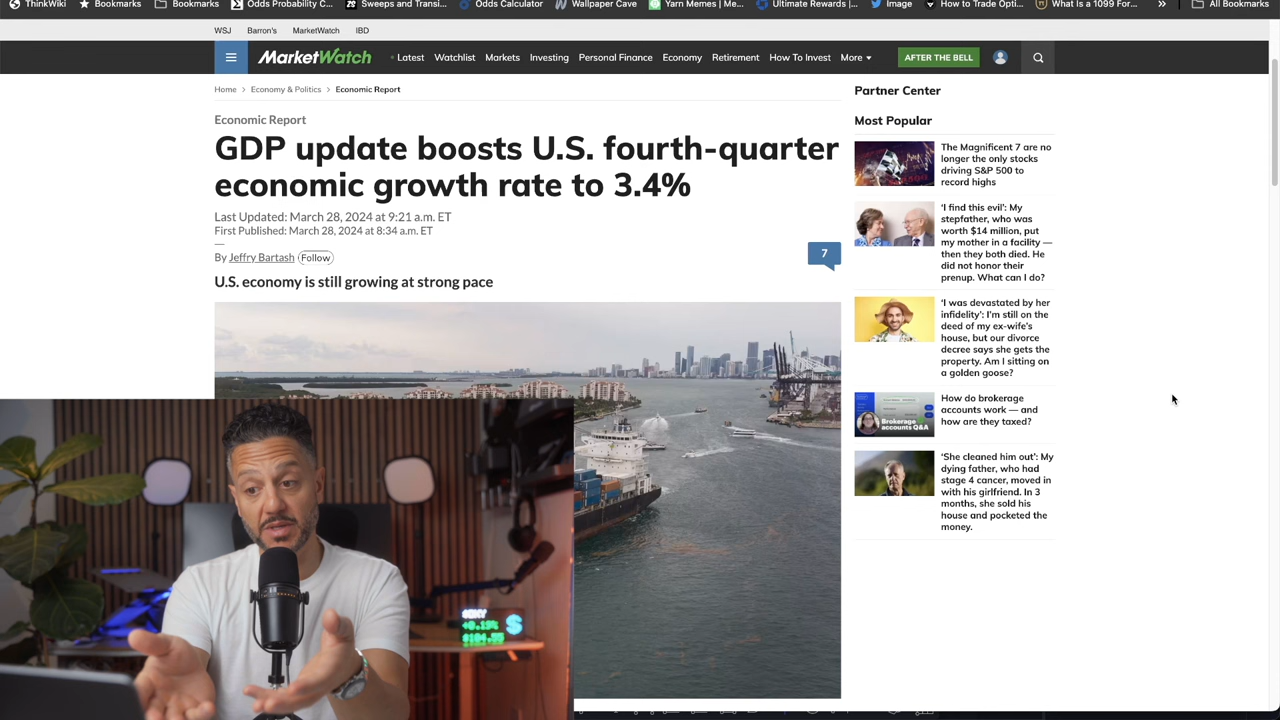 ThinkWiki
Bookmarks
Odds Probability C...
Sweeps and Transi...
Odds Calculator
Wallpaper Cave
Yarn Memes | Me...
Ultimate Rewards |...
Image
How to Invest on Y...
What Is a 1099 For...
»
All Bookmarks
WSJ Barron's MarketWatch IBD
MarketWatch
Latest Watchlist Markets Investing Personal Finance Economy Retirement How To Invest More
AFTER THE BELL
Home > Economy & Politics > Economic Report
Economic Report
GDP update boosts U.S. fourth-quarter
economic growth rate to 3.4%
Last Updated: March 28, 2024 at 9:21 a.m. ET
First Published: March 28, 2024 at 8:34 a.m. ET
By Jeffry Bartash Follow
7
U.S. economy is still growing at strong pace
+0.19% $
$184.55
Partner Center
Most Popular
The Magnificent 7 are no
longer the only stocks
driving S&P 500 to
record highs
‘I find this evil’: My
stepfather, who was
worth $14 million, put
my mother in a facility —
then they both died. He
did not honor their
prenup. What can I do?
‘I was devastated by her
infidelity’: I’m still on the
deed of my ex-wife’s
house, but our divorce
decree says she gets the
property. Am I sitting on
a golden goose?
Brokerage
accounts Q&A
How do brokerage
accounts work — and
how are they taxed?
‘She cleaned him out’: My
dying father, who had
stage 4 cancer, moved in
with his girlfriend. In 3
months, she sold his
house and pocketed the
money.